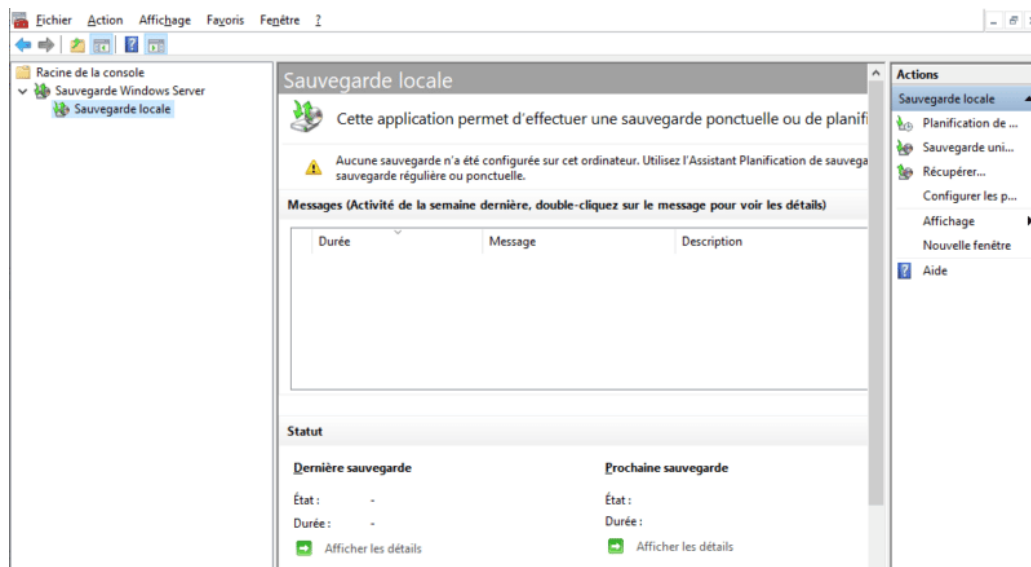 Fichier Action Affichage Favoris Fenêtre ?
Racine de la console
Sauvegarde Windows Server
Sauvegarde locale
Sauvegarde locale
Cette application permet d'effectuer une sauvegarde ponctuelle ou de planifi
Aucune sauvegarde n'a été configurée sur cet ordinateur. Utilisez l'Assistant Planification de sauvega
sauvegarde régulière ou ponctuelle.
Messages (Activité de la semaine dernière, double-cliquez sur le message pour voir les détails)
Durée Message Description
Statut
Dernière sauvegarde Prochaine sauvegarde
État : - État :
Durée : - Durée :
Afficher les détails Afficher les détails
Actions
Sauvegarde locale
Planification de ...
Sauvegarde uni...
Récupérer...
Configurer les p...
Affichage
Nouvelle fenêtre
Aide